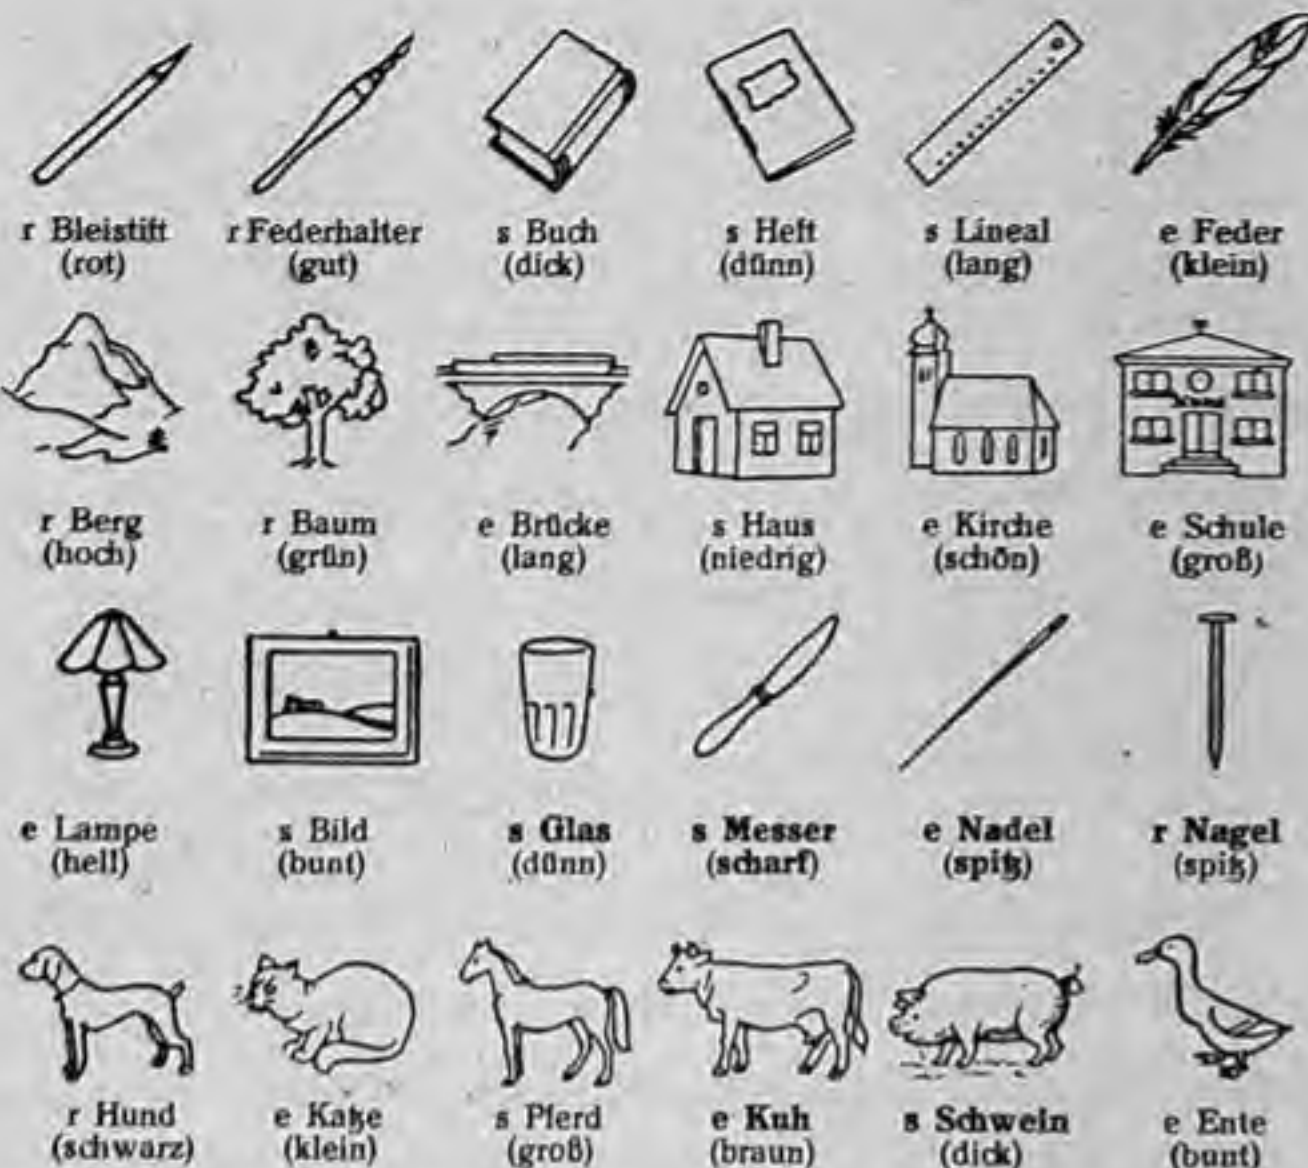 r Bleistift r Federhalter s Buch s Heft s Lineal e Feder
(rot) (gut) (dick) (dünn) (lang) (klein)
r Berg r Baum e Brücke s Haus e Kirche e Schule
(hoch) (grün) (lang) (niedrig) (schön) (groß)
e Lampe s Bild s Glas s Messer e Nadel r Nagel
(hell) (bunt) (dünn) (scharf) (spitz) (spitz)
r Hund e Katze s Pferd e Kuh s Schwein e Ente
(schwarz) (klein) (groß) (braun) (dick) (bunt)